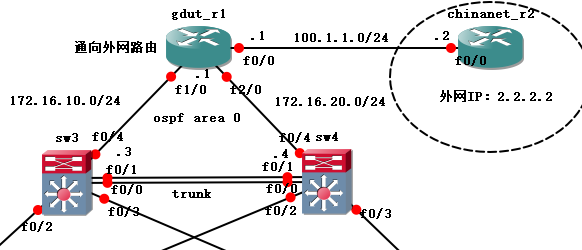 gdut_r1
chinanet_r2
通向外网路由
.1
100.1.1.0/24
.2
f0/0
f0/0
.1
f1/0
f2/0
外网IP: 2.2.2.2
172.16.10.0/24
172.16.20.0/24
ospf area 0
sw3
f0/4
f0/4
sw4
.3
.4
f0/1
f0/1
f0/0
trunk
f0/0
f0/3
f0/2
f0/2
f0/3